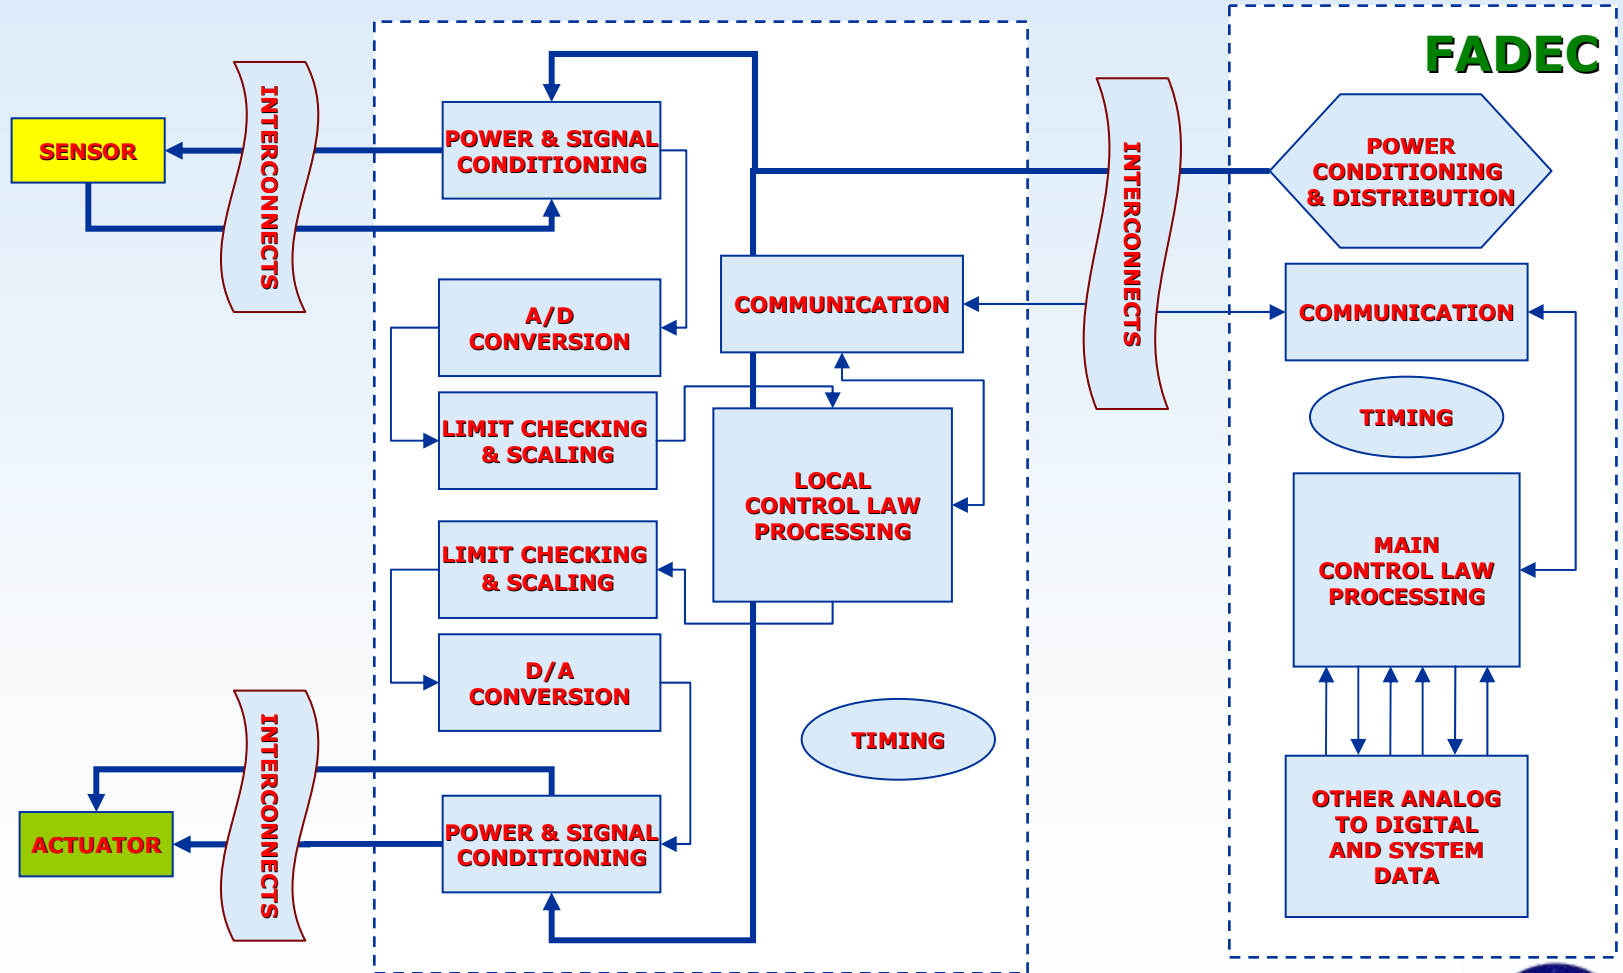 FADEC
SENSOR
INTERCONNECTS
POWER & SIGNAL
CONDITIONING
INTERCONNECTS
POWER
CONDITIONING
& DISTRIBUTION
A/D
CONVERSION
COMMUNICATION
COMMUNICATION
LIMIT CHECKING
& SCALING
TIMING
LOCAL
CONTROL LAW
PROCESSING
LIMIT CHECKING
& SCALING
MAIN
CONTROL LAW
PROCESSING
D/A
CONVERSION
TIMING
INTERCONNECTS
ACTUATOR
POWER & SIGNAL
CONDITIONING
OTHER ANALOG
TO DIGITAL
AND SYSTEM
DATA